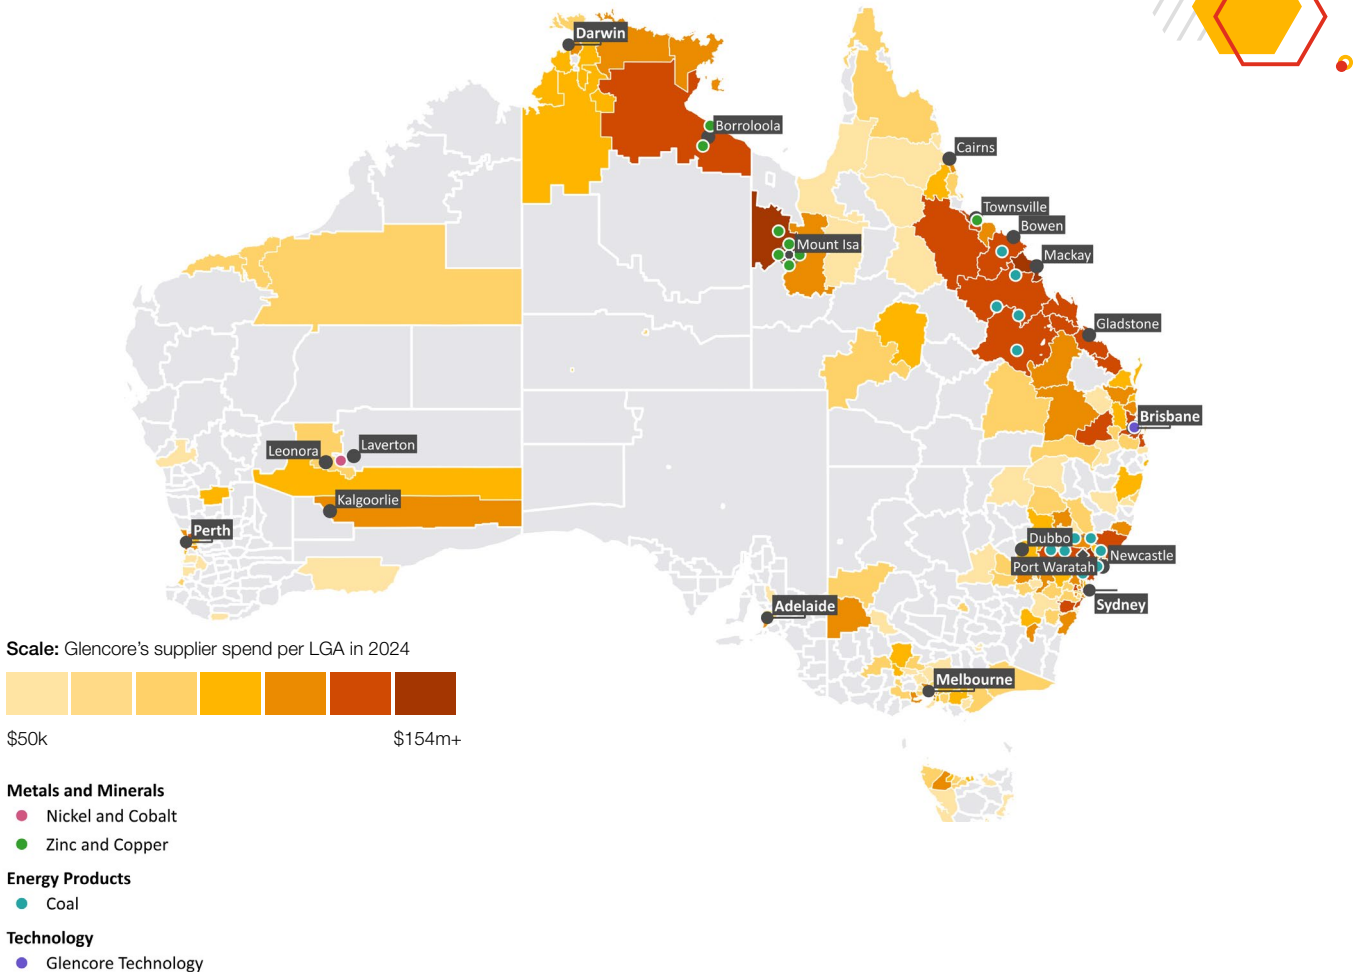 Darwin
Borroloola
Cairns
Townsville
Bowen
Mount Isa
Mackay
Gladstone
Brisbane
Leonora
Laverton
Kalgoorlie
Perth
Dubbo
Newcastle
Port Waratah
Sydney
Adelaide
Melbourne
Scale: Glencore's supplier spend per LGA in 2024
$50k
$154m+
Metals and Minerals
Nickel and Cobalt
Zinc and Copper
Energy Products
Coal
Technology
Glencore Technology